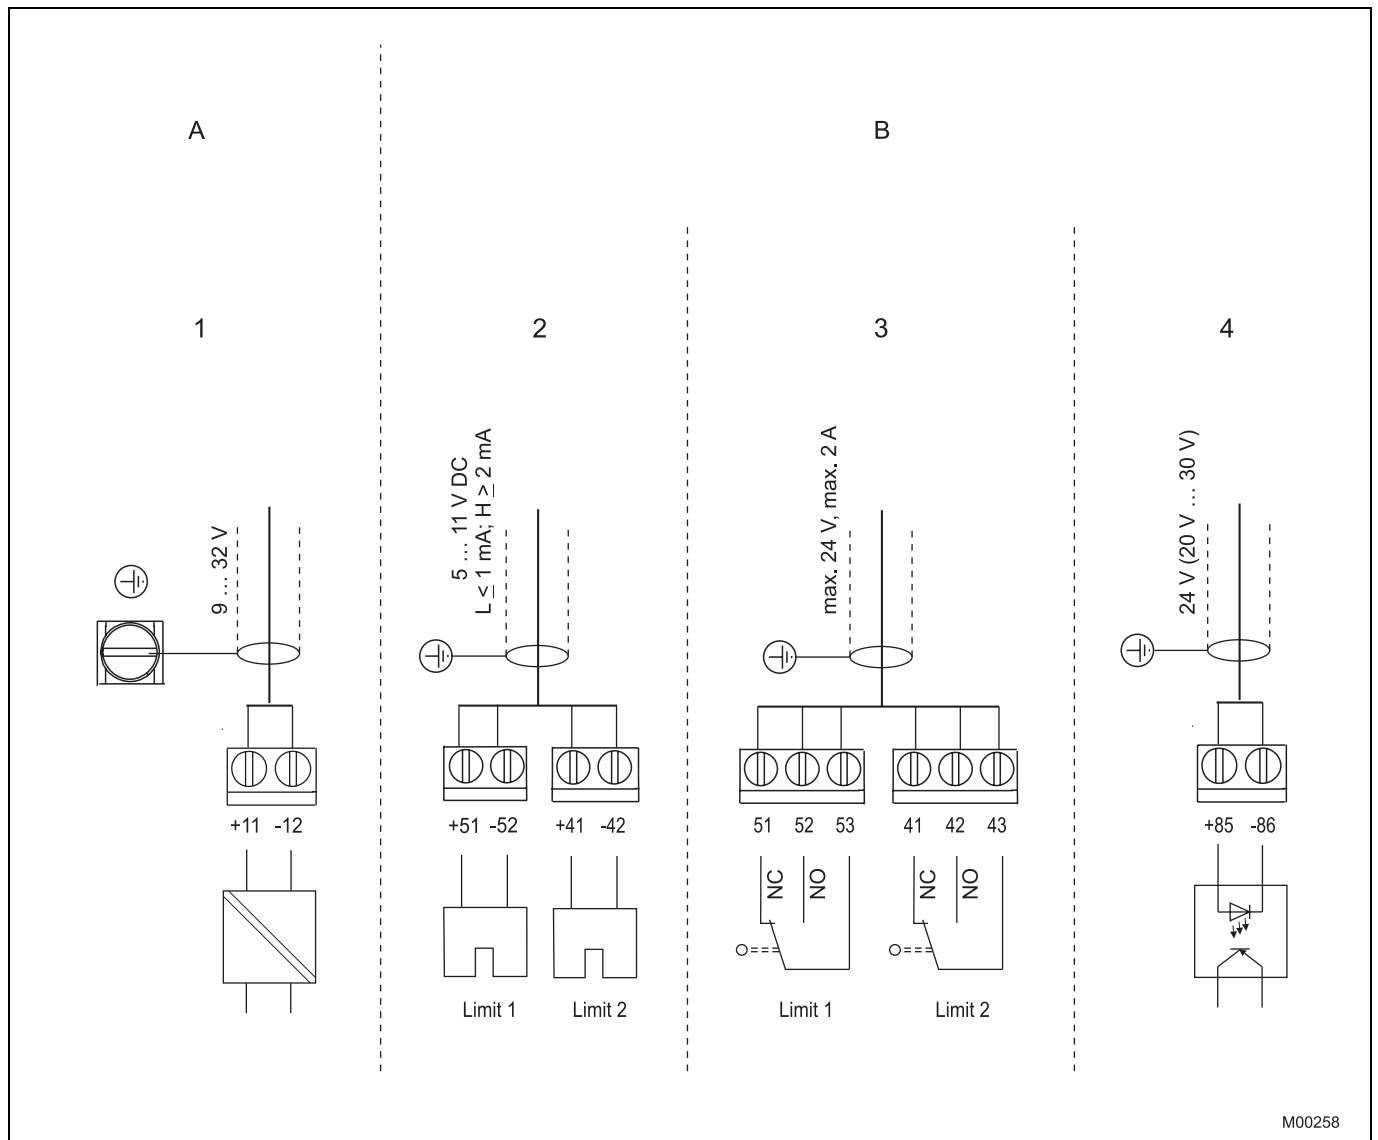 A
B
1
2
3
4
9 ... 32 V
5 ... 11 V DC
L ≤ 1 mA; H ≥ 2 mA
max. 24 V, max. 2 A
24 V (20 V ... 30 V)
+11 -12
+51 -52
+41 -42
51 52 53
41 42 43
+85 -86
NC
NO
NC
NO
Limit 1
Limit 2
Limit 1
Limit 2
M00258